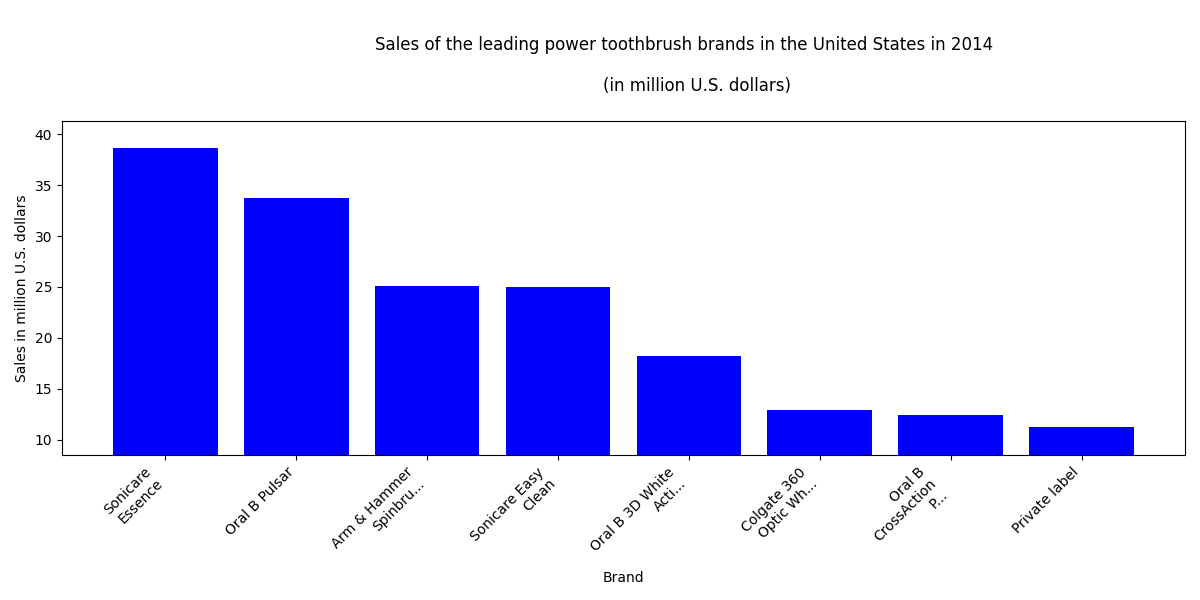 Sales of the leading power toothbrush brands in the United States in 2014
(in million U.S. dollars)
Sales in million U.S. dollars
40
35
30
25
20
15
10
Sonicare
Essence
Oral B Pulsar
Arm & Hammer
Spinbru...
Sonicare Easy
Clean
Oral B 3D White
Acti...
Colgate 360
Optic Wh...
Oral B
CrossAction
P...
Private label
Brand